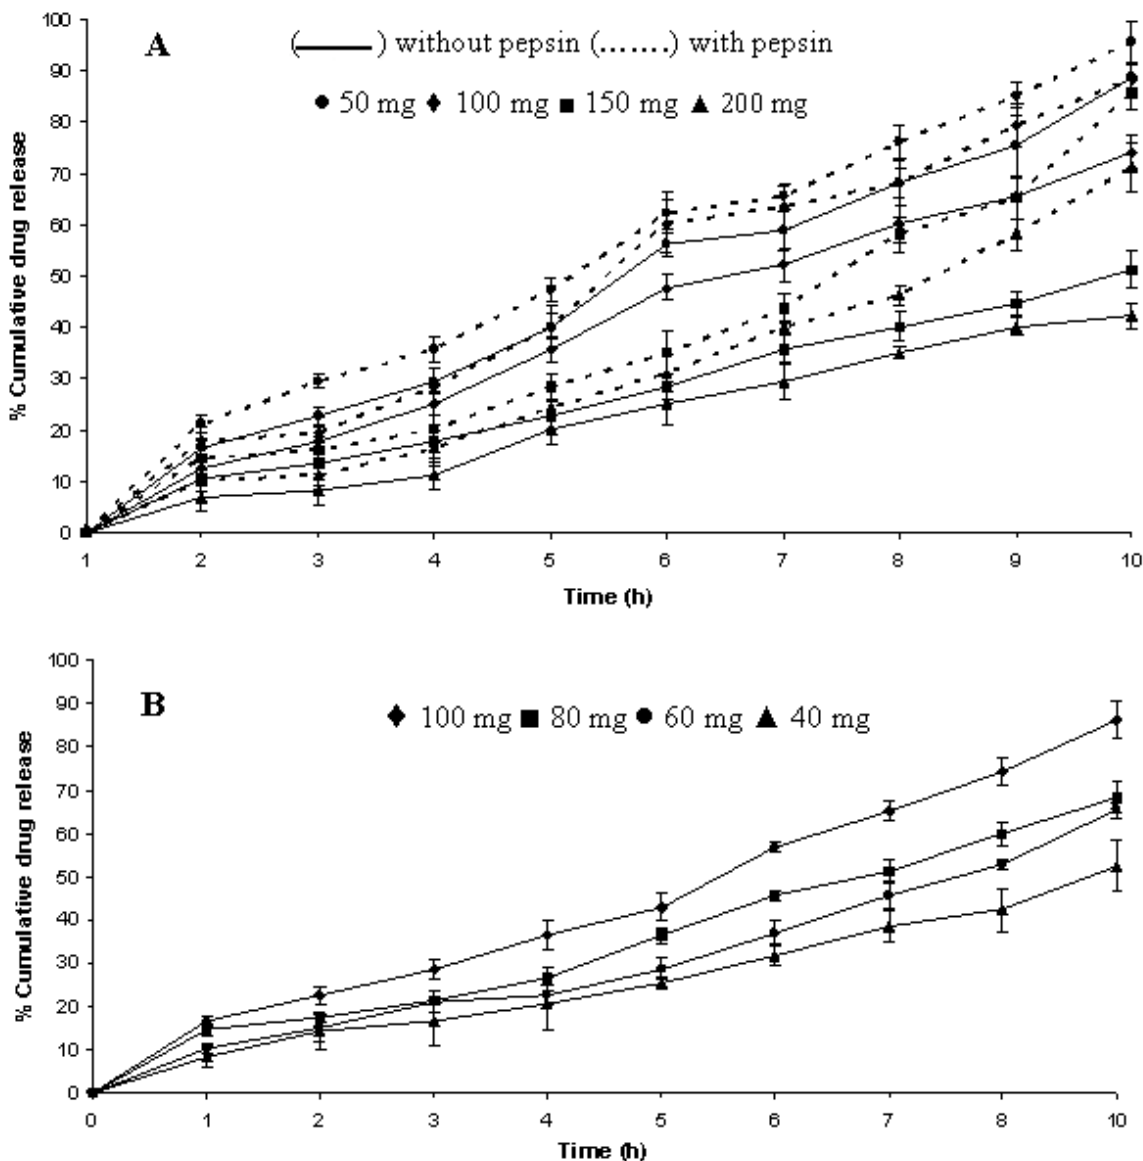 A
(———) without pepsin (.......) with pepsin
● 50 mg ♦ 100 mg ■ 150 mg ▲ 200 mg
% Cumulative drug release
100
90
80
70
60
50
40
30
20
10
0
1 2 3 4 5 6 7 8 9 10
Time (h)
B
♦ 100 mg ■ 80 mg ● 60 mg ▲ 40 mg
% Cumulative drug release
100
90
80
70
60
50
40
30
20
10
0
0 1 2 3 4 5 6 7 8 10
Time (h)